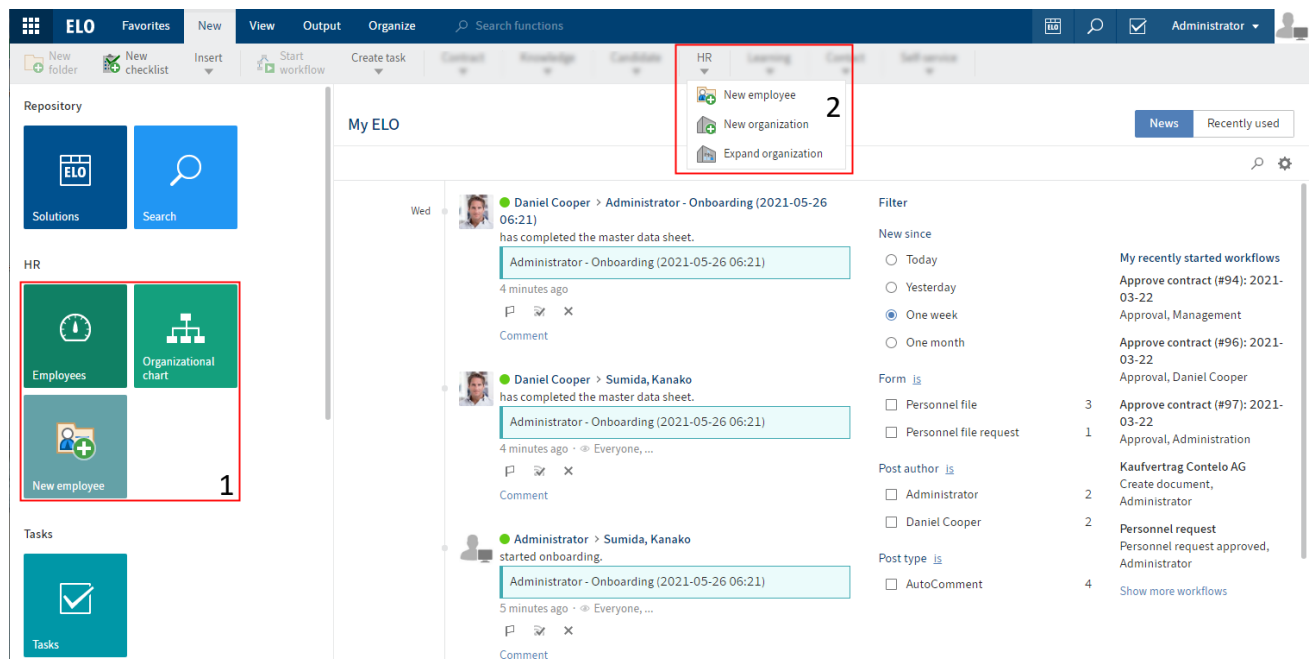 ELO Favorites New View Output Organize Search functions ELO Administrator
New folder New checklist Insert Start workflow Create task Contract Knowledge Candidate HR Learning Contact Self-service
New employee
New organization
Expand organization
2
Repository
ELO
Solutions
Search
HR
Employees
Organizational
chart
New employee
1
Tasks
Tasks
My ELO
News Recently used
Wed
Daniel Cooper > Administrator - Onboarding (2021-05-26
06:21)
has completed the master data sheet.
Administrator - Onboarding (2021-05-26 06:21)
4 minutes ago
Comment
Daniel Cooper > Sumida, Kanako
has completed the master data sheet.
Administrator - Onboarding (2021-05-26 06:21)
4 minutes ago · Everyone, ...
Comment
Administrator > Sumida, Kanako
started onboarding.
Administrator - Onboarding (2021-05-26 06:21)
5 minutes ago · Everyone, ...
Comment
Filter
New since
Today
Yesterday
One week
One month
Form is
Personnel file 3
Personnel file request 1
Post author is
Administrator 2
Daniel Cooper 2
Post type is
AutoComment 4
My recently started workflows
Approve contract (#94): 2021-
03-22
Approval, Management
Approve contract (#96): 2021-
03-22
Approval, Daniel Cooper
Approve contract (#97): 2021-
03-22
Approval, Administration
Kaufvertrag Contelo AG
Create document,
Administrator
Personnel request
Personnel request approved,
Administrator
Show more workflows